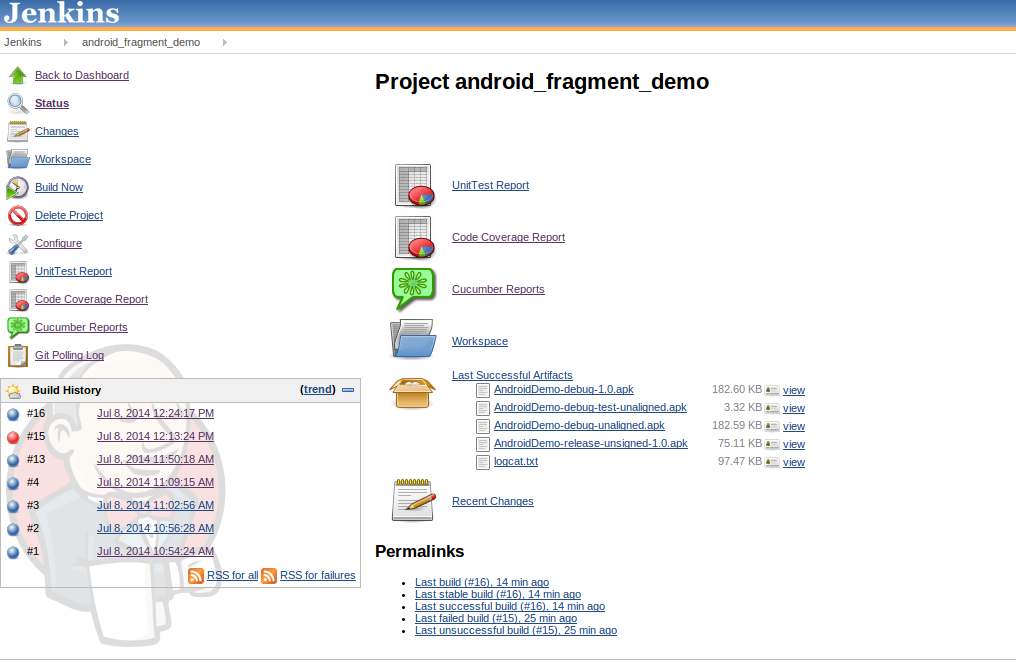 Jenkins
Jenkins android_fragment_demo
Back to Dashboard
Status
Changes
Workspace
Build Now
Delete Project
Configure
UnitTest Report
Code Coverage Report
Cucumber Reports
Git Polling Log
Build History (trend)
#16 Jul 8, 2014 12:24:17 PM
#15 Jul 8, 2014 12:13:24 PM
#13 Jul 8, 2014 11:50:18 AM
#4 Jul 8, 2014 11:09:15 AM
#3 Jul 8, 2014 11:02:56 AM
#2 Jul 8, 2014 10:56:28 AM
#1 Jul 8, 2014 10:54:24 AM
RSS for all RSS for failures
Project android_fragment_demo
UnitTest Report
Code Coverage Report
Cucumber Reports
Workspace
Last Successful Artifacts
AndroidDemo-debug-1.0.apk 182.60 KB view
AndroidDemo-debug-test-unaligned.apk 3.32 KB view
AndroidDemo-debug-unaligned.apk 182.59 KB view
AndroidDemo-release-unsigned-1.0.apk 75.11 KB view
logcat.txt 97.47 KB view
Recent Changes
Permalinks
Last build (#16), 14 min ago
Last stable build (#16), 14 min ago
Last successful build (#16), 14 min ago
Last failed build (#15), 25 min ago
Last unsuccessful build (#15), 25 min ago